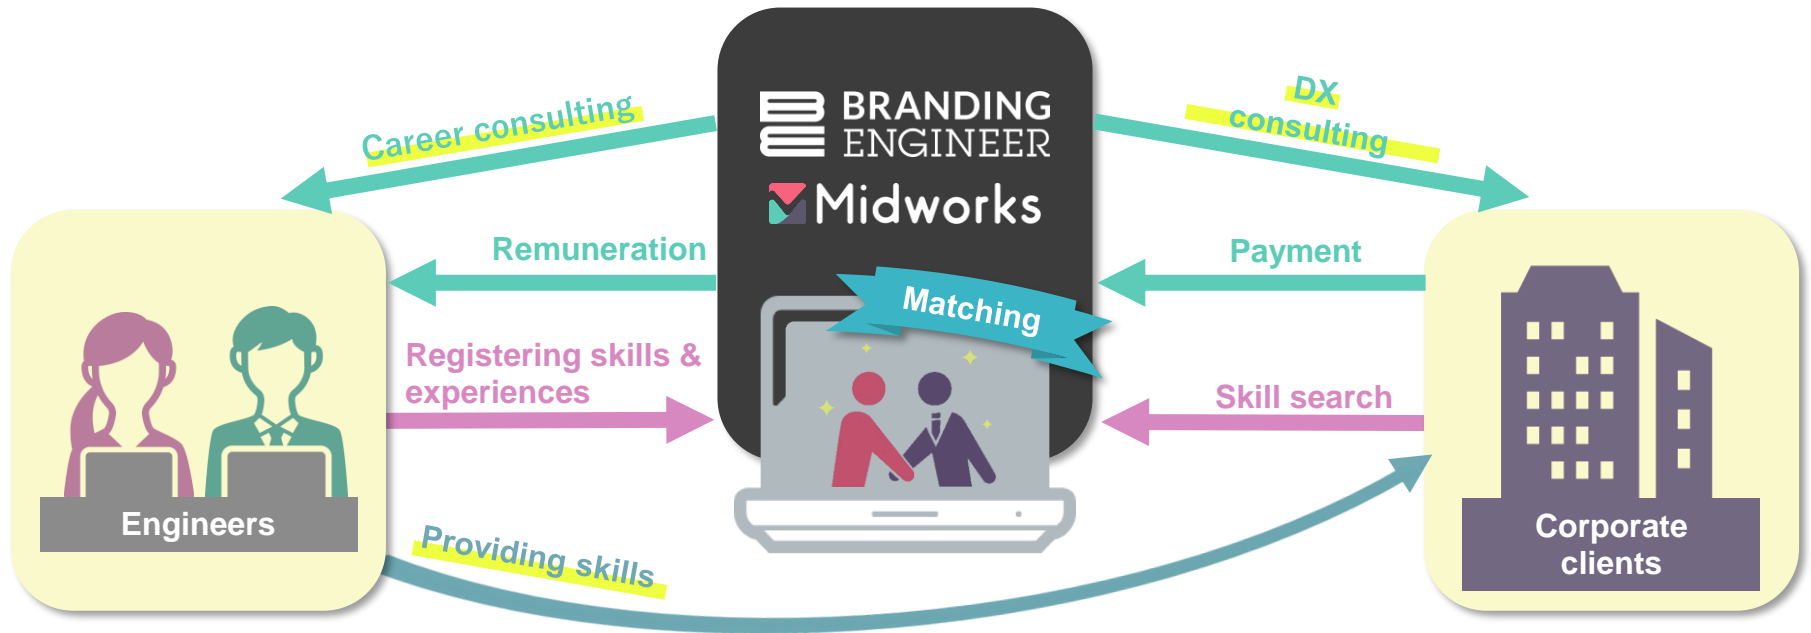 BRANDING
ENGINEER
Midworks
Career consulting
DX
consulting
Remuneration
Payment
Matching
Registering skills &
experiences
Skill search
Engineers
Providing skills
Corporate
clients